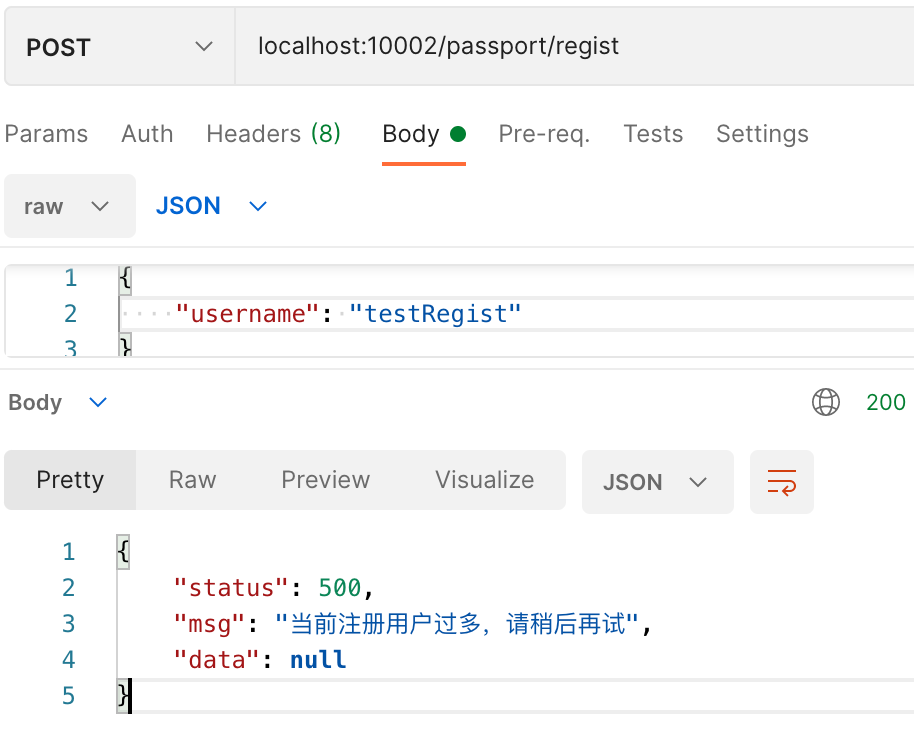 POST localhost:10002/passport/regist
Params Auth Headers (8) Body Pre-req. Tests Settings
raw JSON
1 {
2 ····"username":·"testRegist"
3 }
Body 200
Pretty Raw Preview Visualize JSON
1 {
2 "status": 500,
3 "msg": "当前注册用户过多，请稍后再试",
4 "data": null
5 }